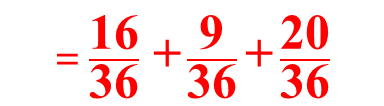 = 16/36 + 9/36 + 20/36